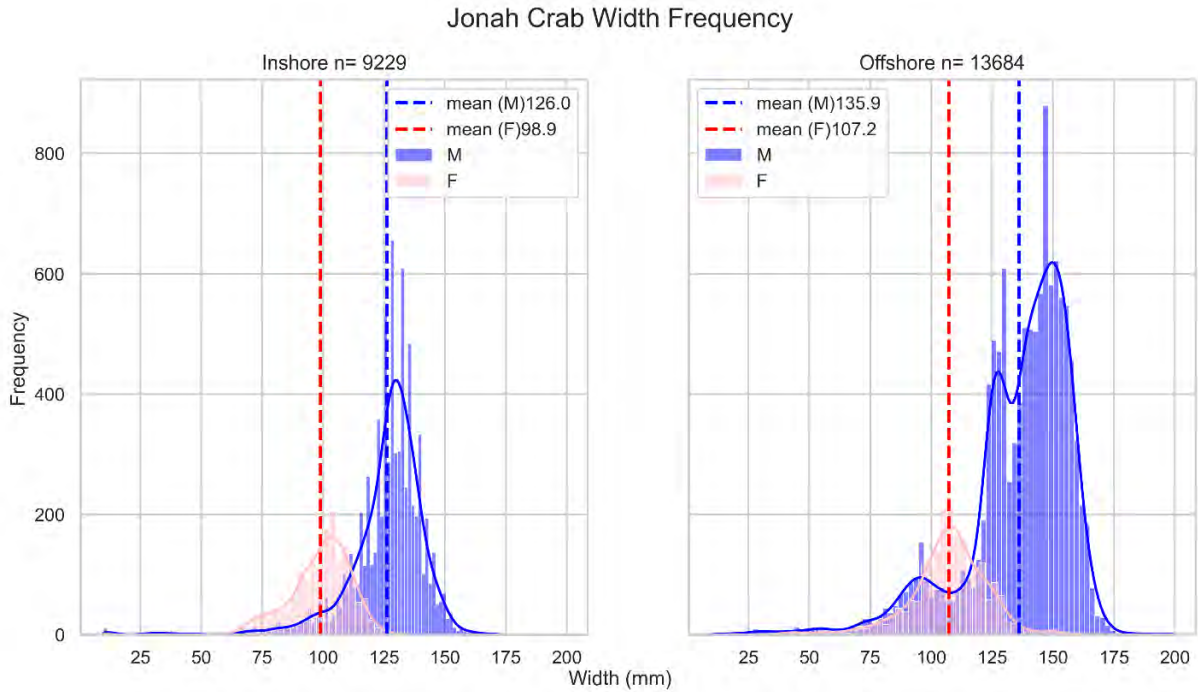 Jonah Crab Width Frequency
Inshore n= 9229
Offshore n= 13684
mean (M)126.0
mean (F)98.9
M
F
mean (M)135.9
mean (F)107.2
M
F
Frequency
800
600
400
200
0
25 50 75 100 125 150 175 200
25 50 75 100 125 150 175 200
Width (mm)